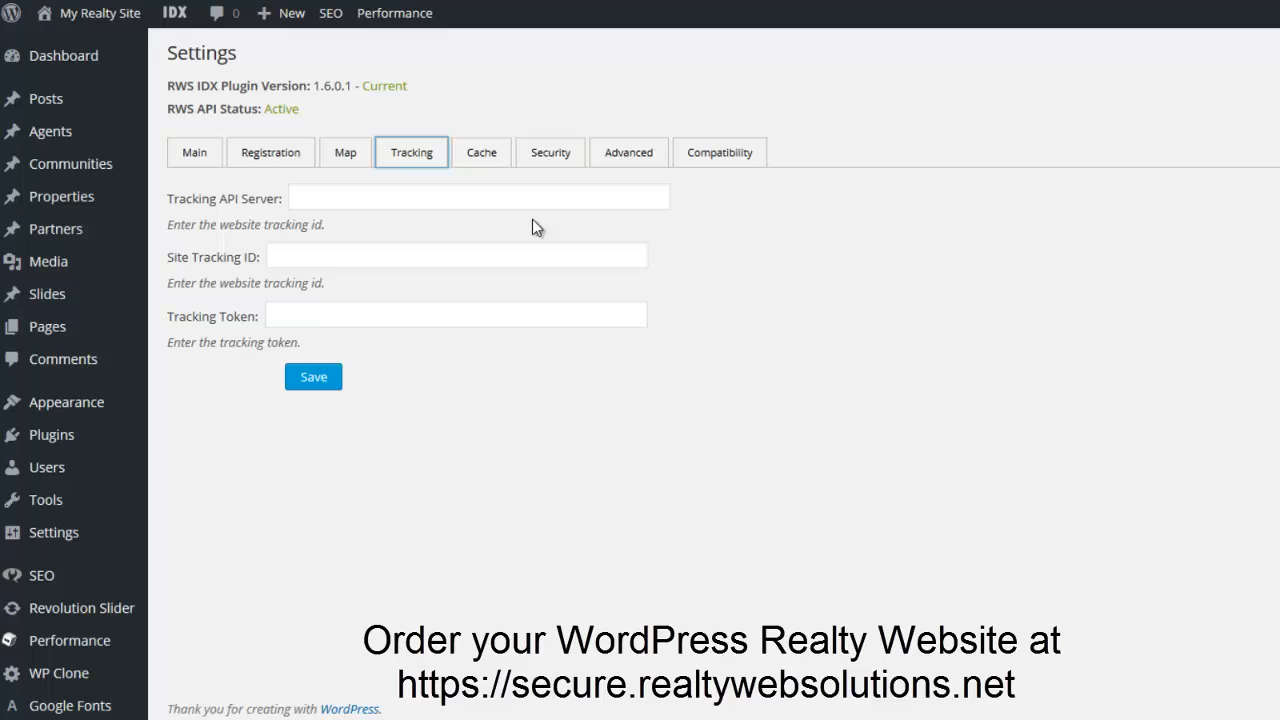 My Realty Site IDX 0 New SEO Performance
Dashboard
Posts
Agents
Communities
Properties
Partners
Media
Slides
Pages
Comments
Appearance
Plugins
Users
Tools
Settings
SEO
Revolution Slider
Performance
WP Clone
A Google Fonts
Settings
RWS IDX Plugin Version: 1.6.0.1 - Current
RWS API Status: Active
Main Registration Map Tracking Cache Security Advanced Compatibility
Tracking API Server:
Enter the website tracking id.
Site Tracking ID:
Enter the website tracking id.
Tracking Token:
Enter the tracking token.
Save
Order your WordPress Realty Website at
https://secure.realtywebsolutions.net
Thank you for creating with WordPress.